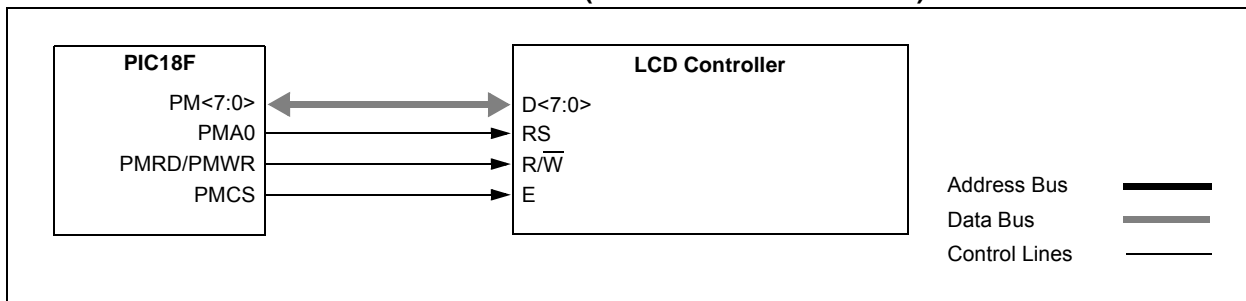 PIC18F
PM<7:0>
PMA0
PMRD/PMWR
PMCS
LCD Controller
D<7:0>
RS
R/W̅
E
Address Bus
Data Bus
Control Lines